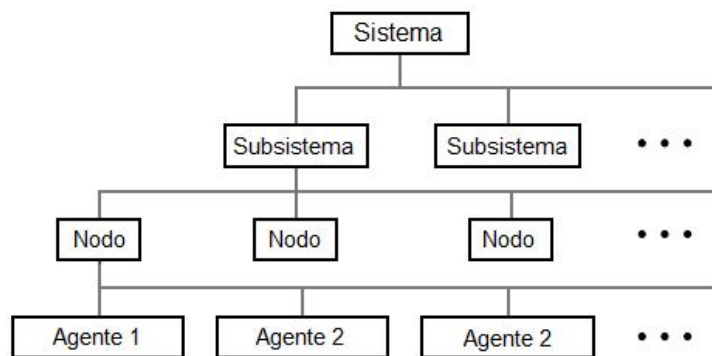 Sistema
Subsistema Subsistema • • •
Nodo Nodo Nodo • • •
Agente 1 Agente 2 Agente 2 • • •